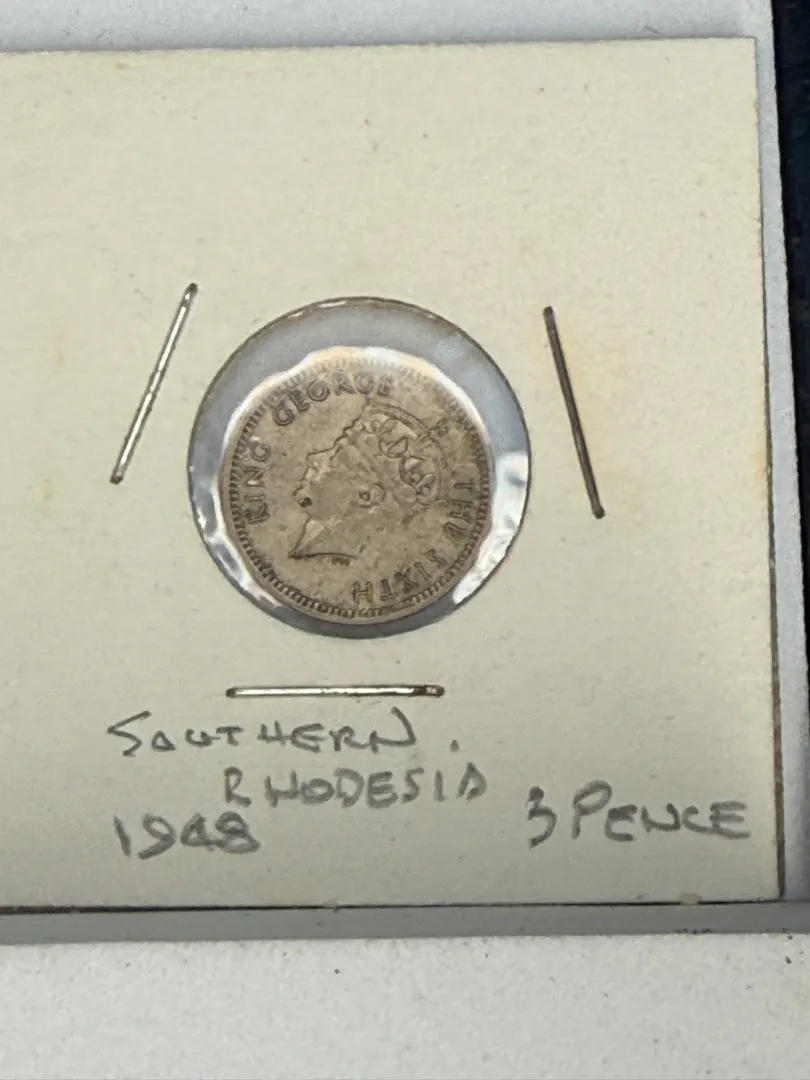 KING GEORGE THE SIXTH
SOUTHERN.
RHODESIA
1948
3 PENCE